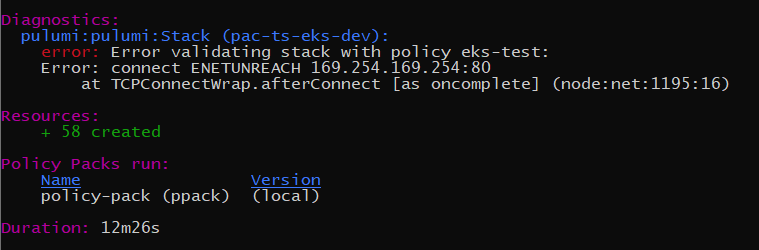 Diagnostics:
pulumi:pulumi:Stack (pac-ts-eks-dev):
error: Error validating stack with policy eks-test:
Error: connect ENETUNREACH 169.254.169.254:80
at TCPConnectWrap.afterConnect [as oncomplete] (node:net:1195:16)
Resources:
+ 58 created
Policy Packs run:
Name Version
policy-pack (ppack) (local)
Duration: 12m26s